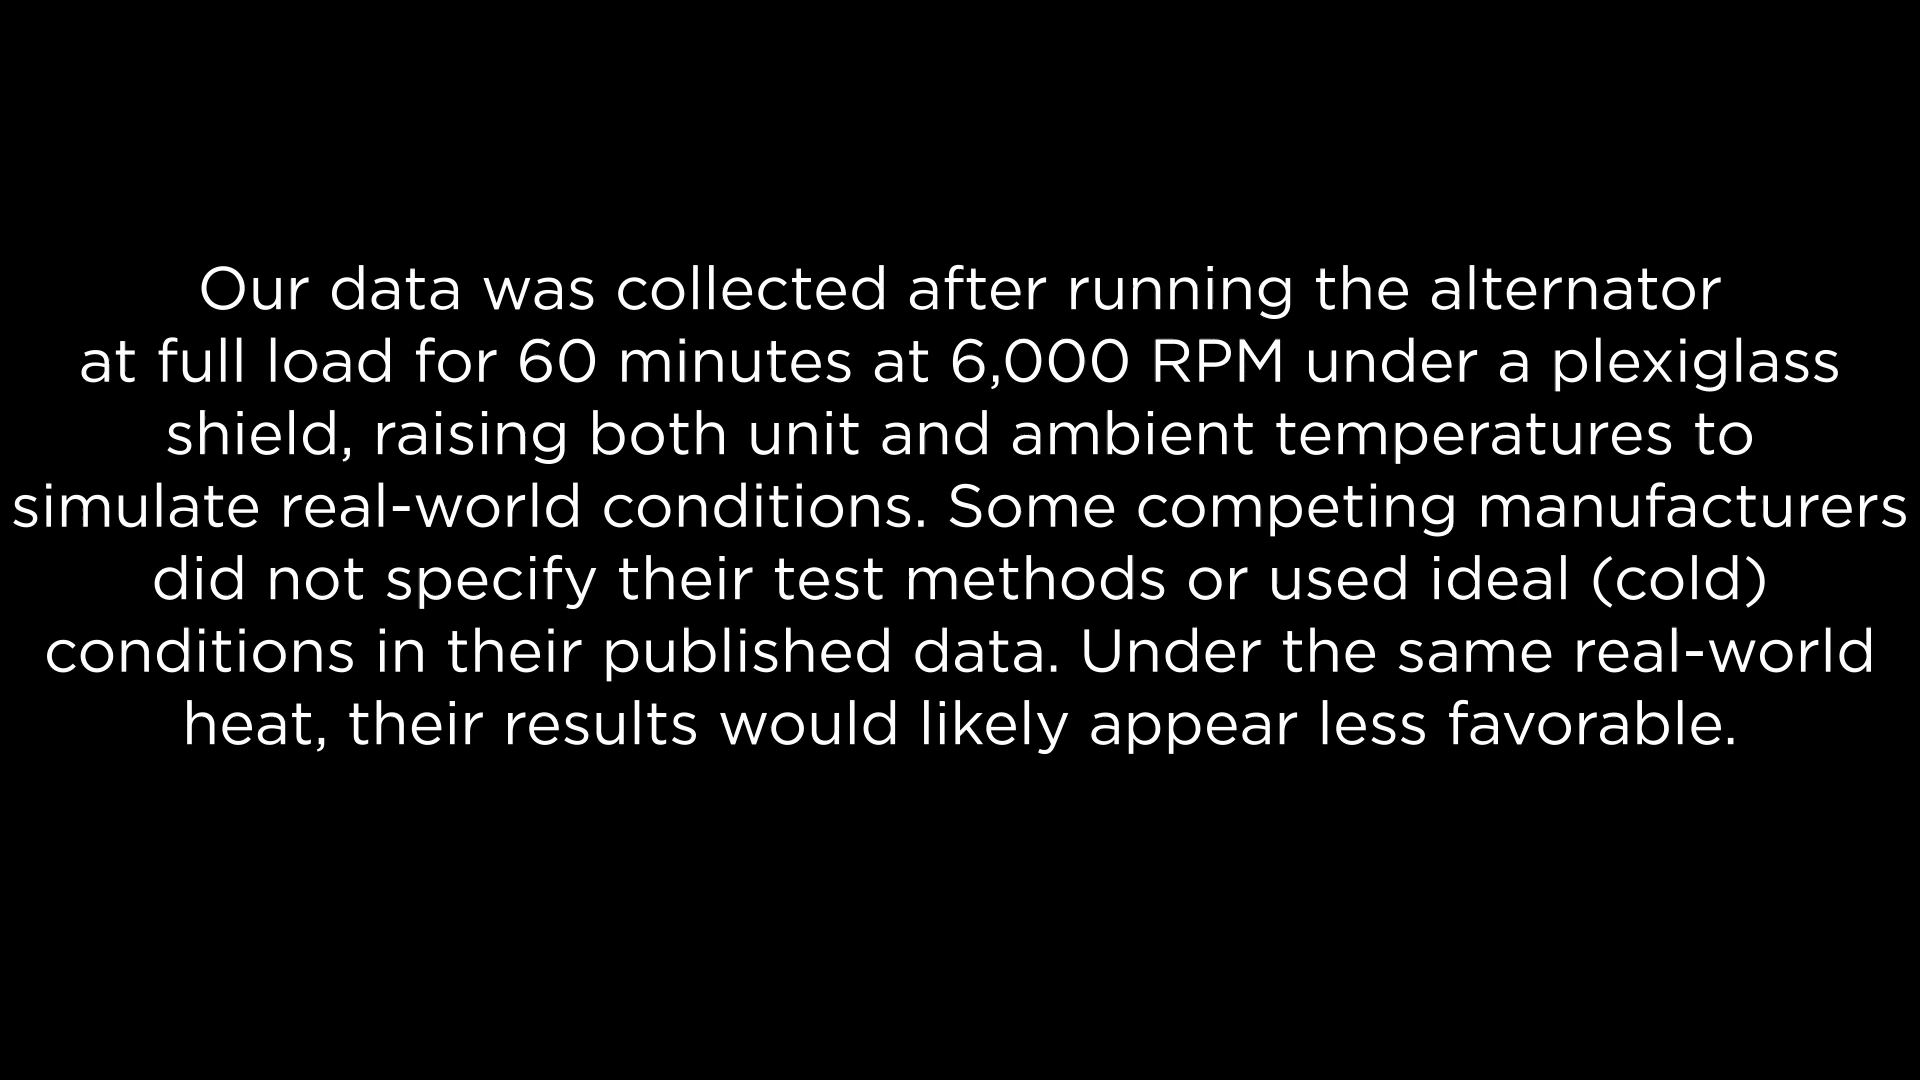 Our data was collected after running the alternator
at full load for 60 minutes at 6,000 RPM under a plexiglass
shield, raising both unit and ambient temperatures to
simulate real-world conditions. Some competing manufacturers
did not specify their test methods or used ideal (cold)
conditions in their published data. Under the same real-world
heat, their results would likely appear less favorable.